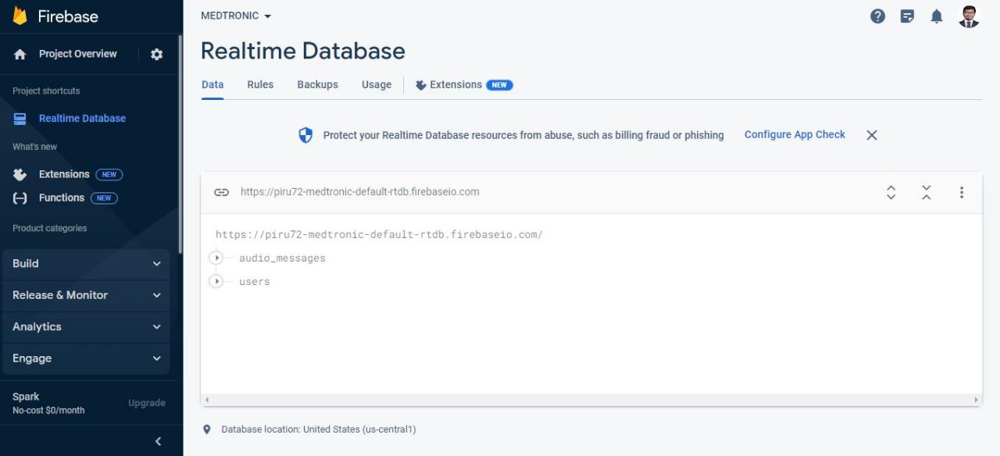 Firebase
MEDTRONIC
Project Overview
Realtime Database
Data Rules Backups Usage Extensions NEW
Project shortcuts
Realtime Database
What's new
Extensions NEW
Functions NEW
Product categories
Build
Release & Monitor
Analytics
Engage
Spark
No-cost $0/month
Upgrade
Protect your Realtime Database resources from abuse, such as billing fraud or phishing Configure App Check
https://piru72-medtronic-default-rtdb.firebaseio.com
https://piru72-medtronic-default-rtdb.firebaseio.com/
audio_messages
users
Database location: United States (us-central1)